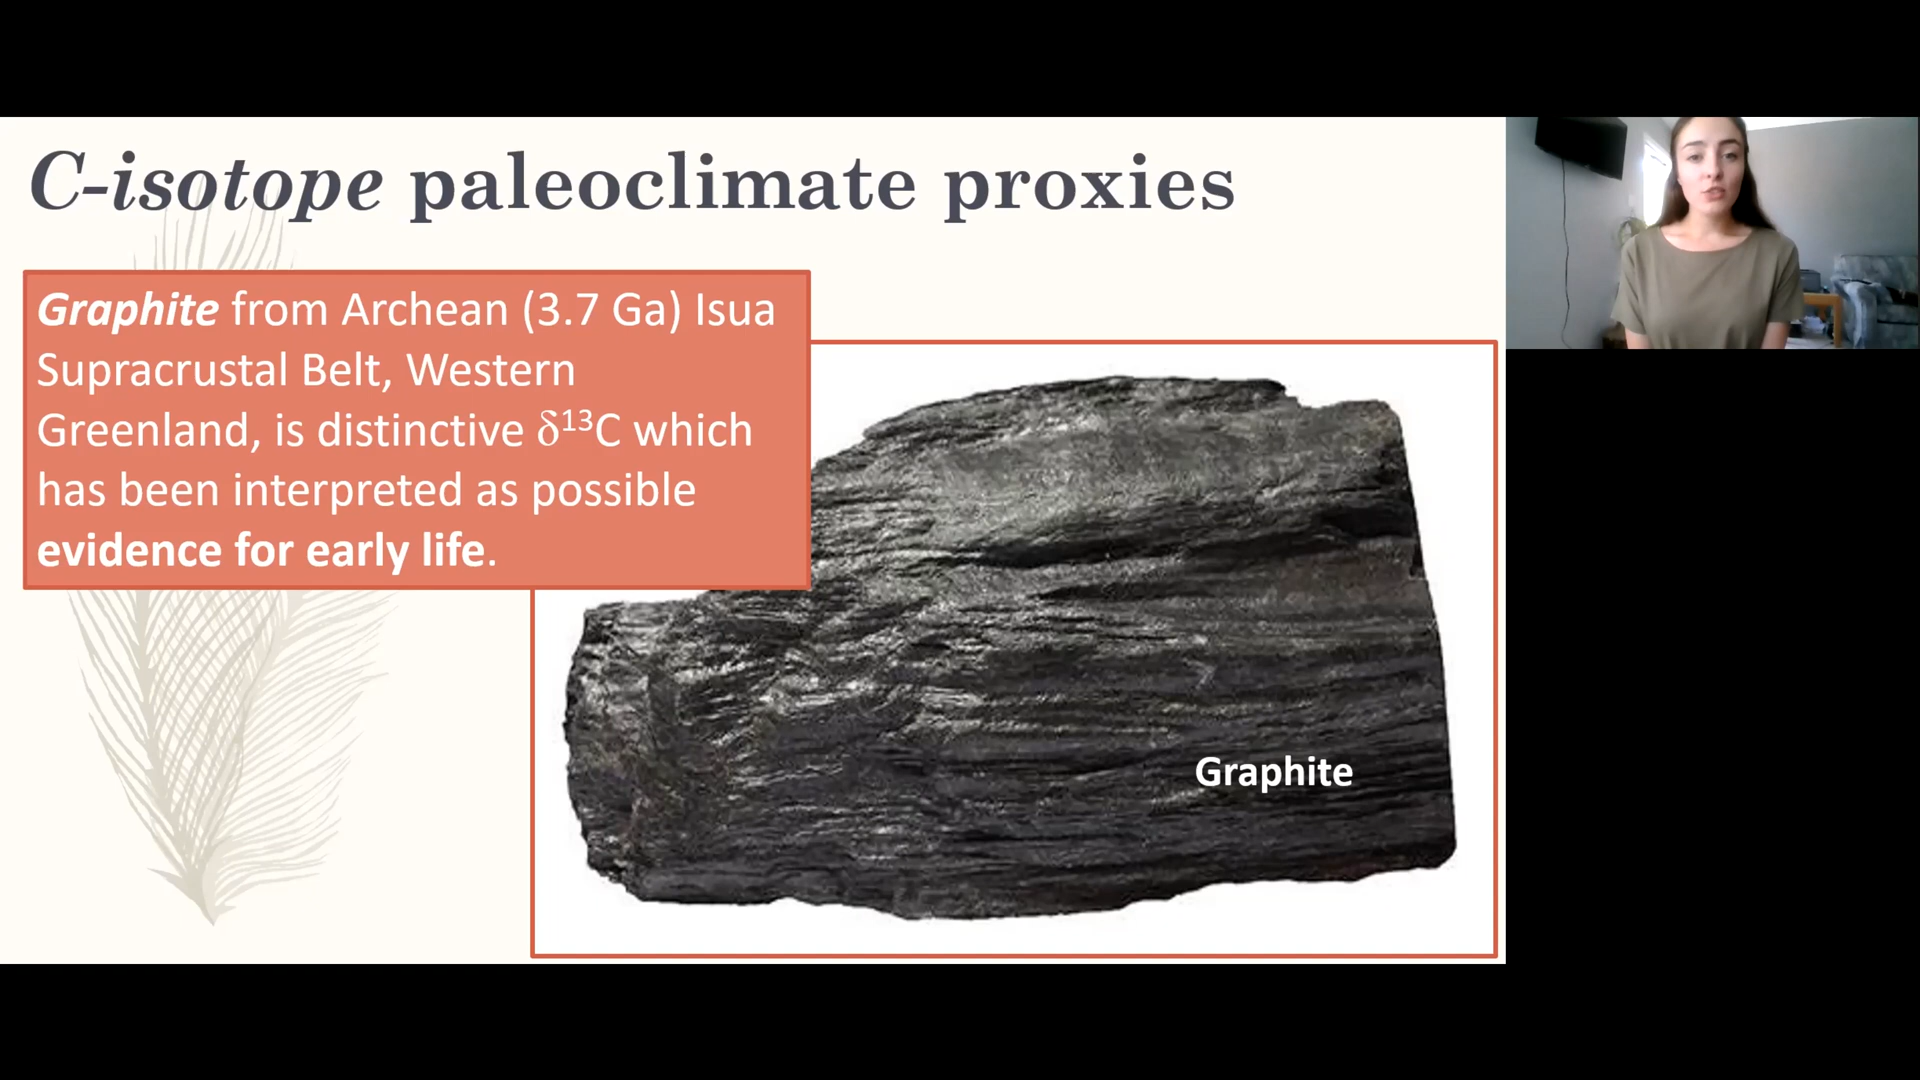 C-isotope paleoclimate proxies
Graphite from Archean (3.7 Ga) Isua
Supracrustal Belt, Western
Greenland, is distinctive δ¹³C which
has been interpreted as possible
evidence for early life.
Graphite